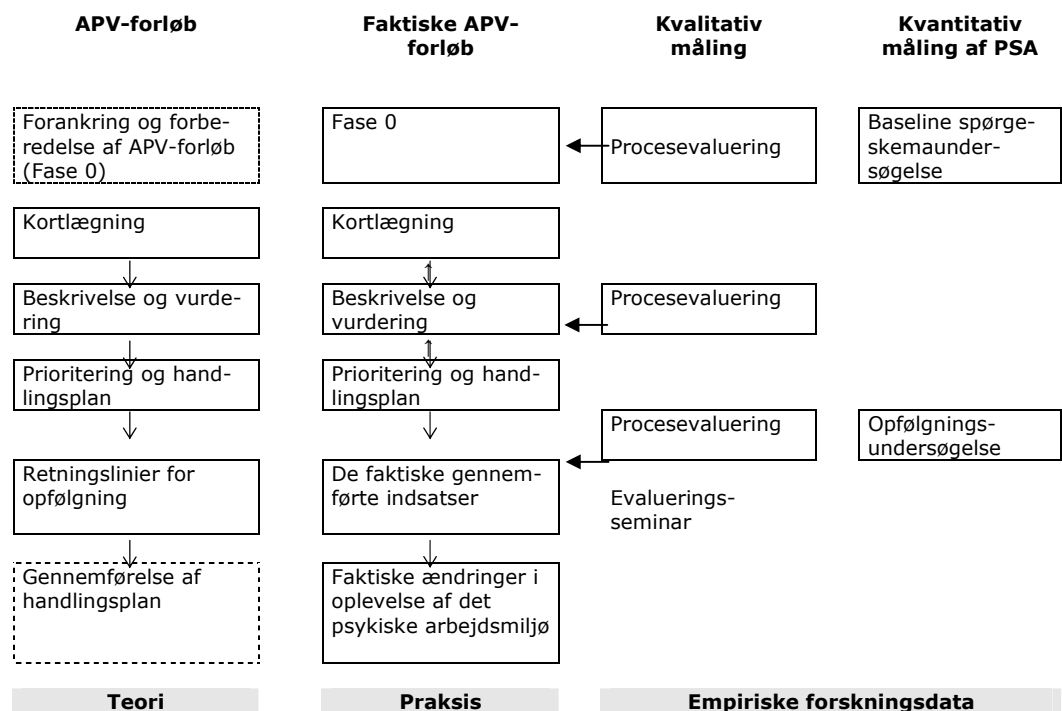 APV-forløb
Faktiske APV-
forløb
Kvalitativ
måling
Kvantitativ
måling af PSA
Forankring og forbe-
redelse af APV-forløb
(Fase 0)
Fase 0
Procesevaluering
Baseline spørge-
skemaunder-
søgelse
Kortlægning
Kortlægning
Beskrivelse og vurde-
ring
Beskrivelse og
vurdering
Procesevaluering
Prioritering og hand-
lingsplan
Prioritering og hand-
lingsplan
Procesevaluering
Opfølgnings-
undersøgelse
Retningslinier for
opfølgning
De faktiske gennem-
førte indsatser
Evaluerings-
seminar
Gennemførelse af
handlingsplan
Faktiske ændringer i
oplevelse af det
psykiske arbejdsmiljø
Teori
Praksis
Empiriske forskningsdata